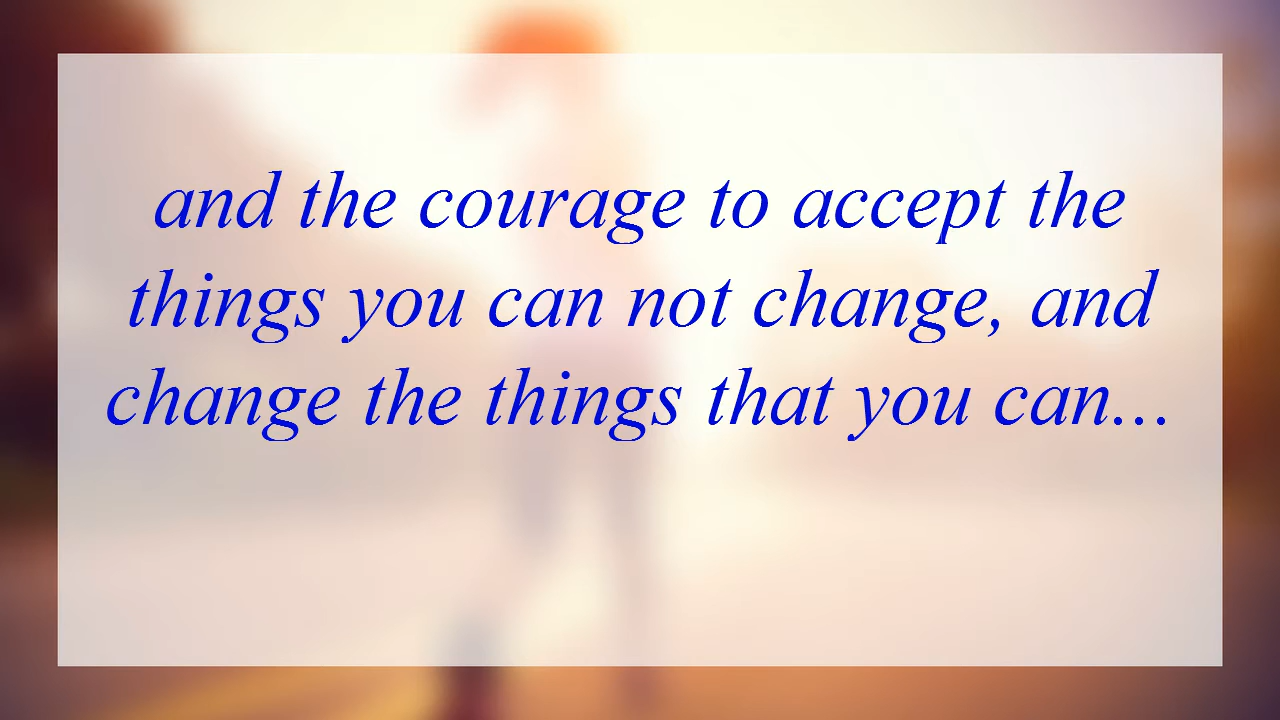 and the courage to accept the
things you can not change, and
change the things that you can...